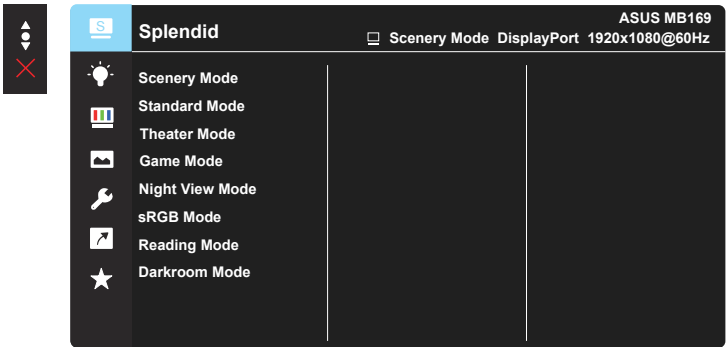 S
Splendid
ASUS MB169
Scenery Mode DisplayPort 1920x1080@60Hz
Scenery Mode
Standard Mode
Theater Mode
Game Mode
Night View Mode
sRGB Mode
Reading Mode
Darkroom Mode